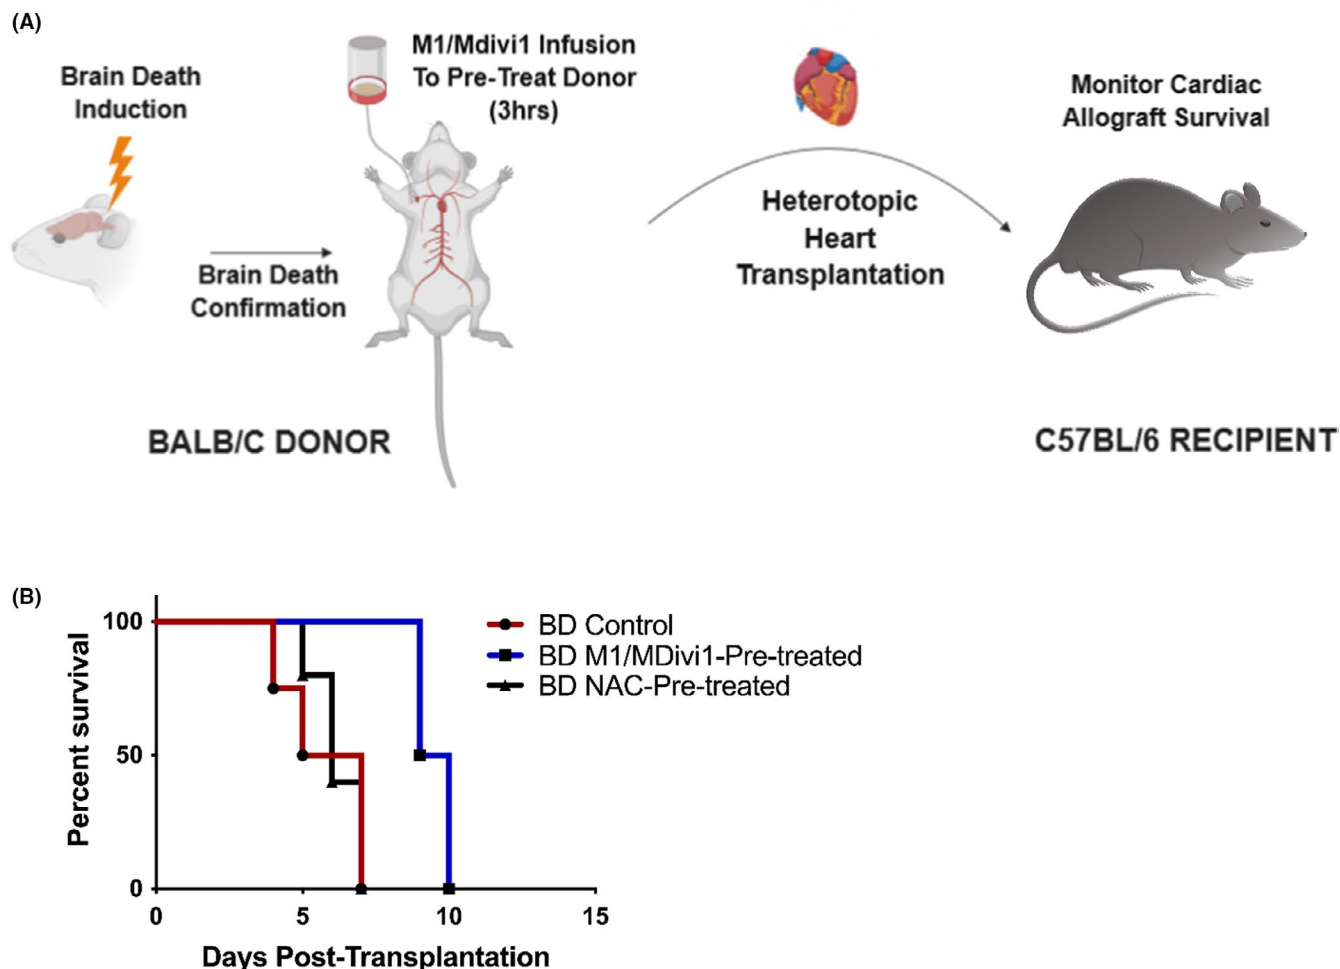 (A)
Brain Death
Induction
M1/Mdivi1 Infusion
To Pre-Treat Donor
(3hrs)
Brain Death
Confirmation
BALB/C DONOR
Heterotopic
Heart
Transplantation
Monitor Cardiac
Allograft Survival
C57BL/6 RECIPIENT
(B)
Percent survival
100
50
0
0 5 10 15
Days Post-Transplantation
BD Control
BD M1/MDivi1-Pre-treated
BD NAC-Pre-treated